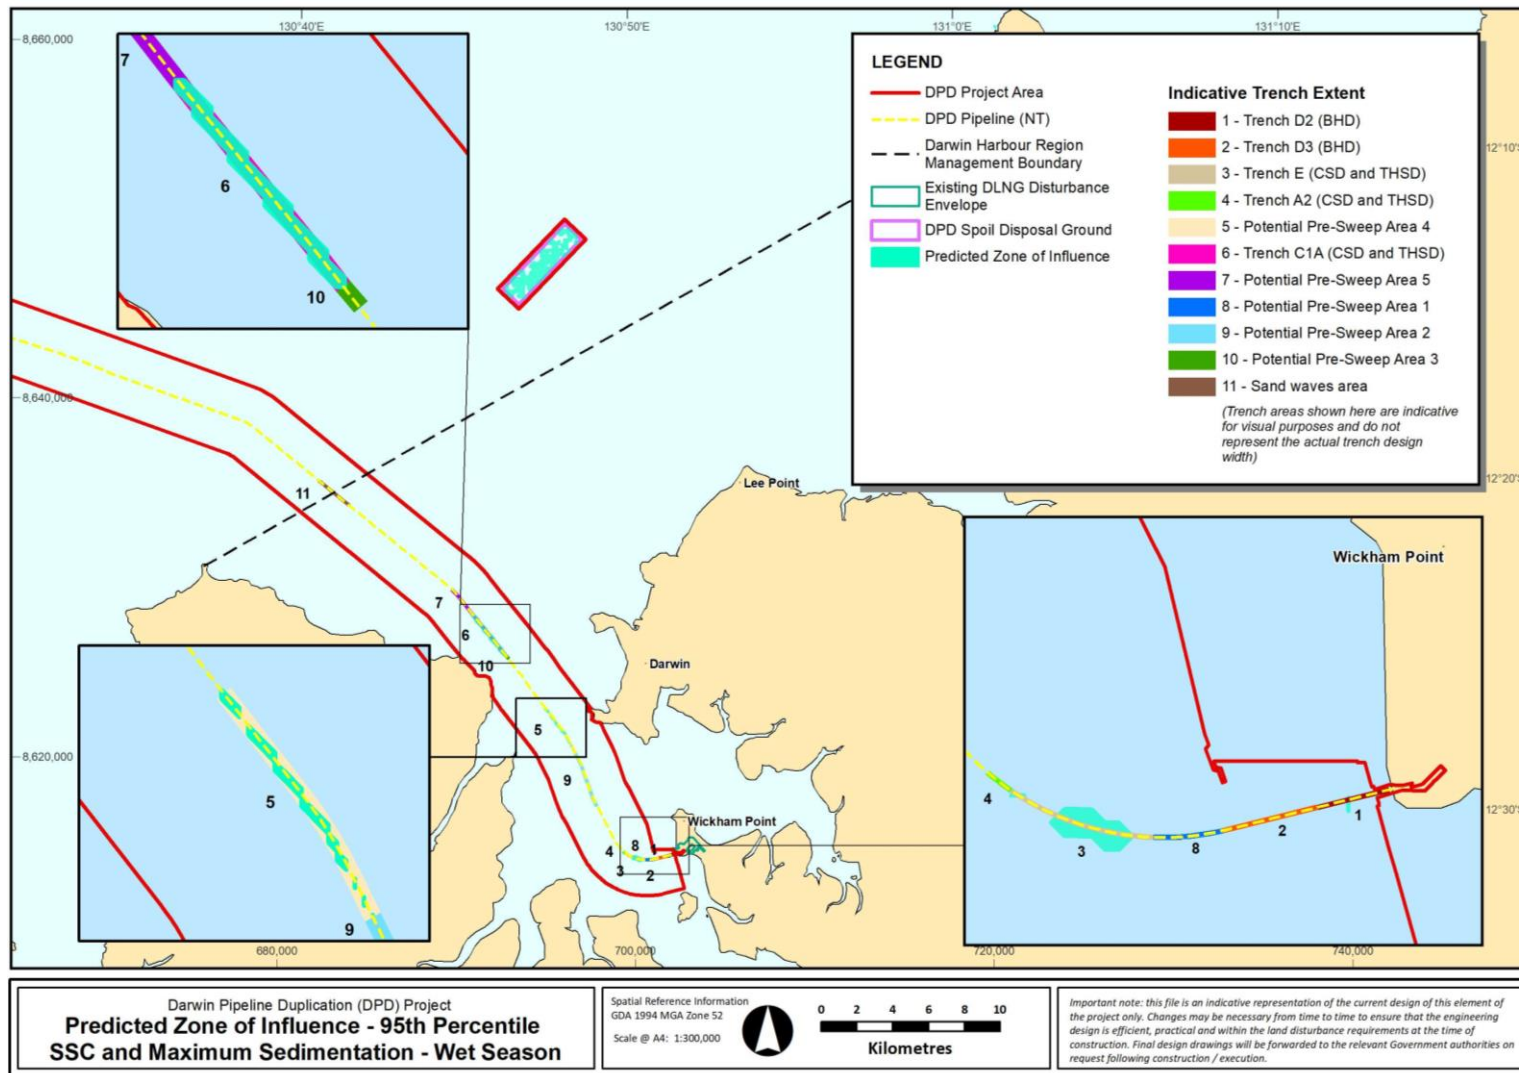 130°40'E
130°50'E
131°0'E
131°10'E
8,660,000
8,640,000
8,620,000
12°10'S
12°20'S
12°30'S
680,000
700,000
720,000
740,000
7
6
10
LEGEND
DPD Project Area
DPD Pipeline (NT)
Darwin Harbour Region
Management Boundary
Existing DLNG Disturbance
Envelope
DPD Spoil Disposal Ground
Predicted Zone of Influence
Indicative Trench Extent
1 - Trench D2 (BHD)
2 - Trench D3 (BHD)
3 - Trench E (CSD and THSD)
4 - Trench A2 (CSD and THSD)
5 - Potential Pre-Sweep Area 4
6 - Trench C1A (CSD and THSD)
7 - Potential Pre-Sweep Area 5
8 - Potential Pre-Sweep Area 1
9 - Potential Pre-Sweep Area 2
10 - Potential Pre-Sweep Area 3
11 - Sand waves area
(Trench areas shown here are indicative
for visual purposes and do not
represent the actual trench design
width)
11
Lee Point
7
6
10
Darwin
5
9
Wickham Point
4
8
1
3
2
5
9
Wickham Point
4
3
8
2
1
Darwin Pipeline Duplication (DPD) Project
Predicted Zone of Influence - 95th Percentile
SSC and Maximum Sedimentation - Wet Season
Spatial Reference Information
GDA 1994 MGA Zone 52
Scale @ A4: 1:300,000
0 2 4 6 8 10
Kilometres
Important note: this file is an indicative representation of the current design of this element of
the project only. Changes may be necessary from time to time to ensure that the engineering
design is efficient, practical and within the land disturbance requirements at the time of
construction. Final design drawings will be forwarded to the relevant Government authorities on
request following construction / execution.